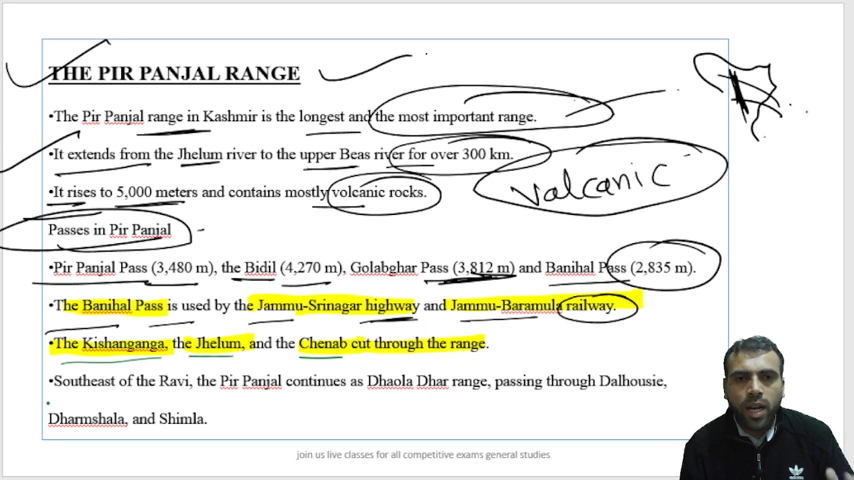 THE PIR PANJAL RANGE
•The Pir Panjal range in Kashmir is the longest and the most important range.
•It extends from the Jhelum river to the upper Beas river for over 300 km.
•It rises to 5,000 meters and contains mostly volcanic rocks.
valcanic
Passes in Pir Panjal
•Pir Panjal Pass (3,480 m), the Bidil (4,270 m), Golabghar Pass (3,812 m) and Banihal Pass (2,835 m).
•The Banihal Pass is used by the Jammu-Srinagar highway and Jammu-Baramula railway.
•The Kishanganga, the Jhelum, and the Chenab cut through the range.
•Southeast of the Ravi, the Pir Panjal continues as Dhaola Dhar range, passing through Dalhousie,
Dharmshala, and Shimla.
join us live classes for all competitive exams general studies
adidas